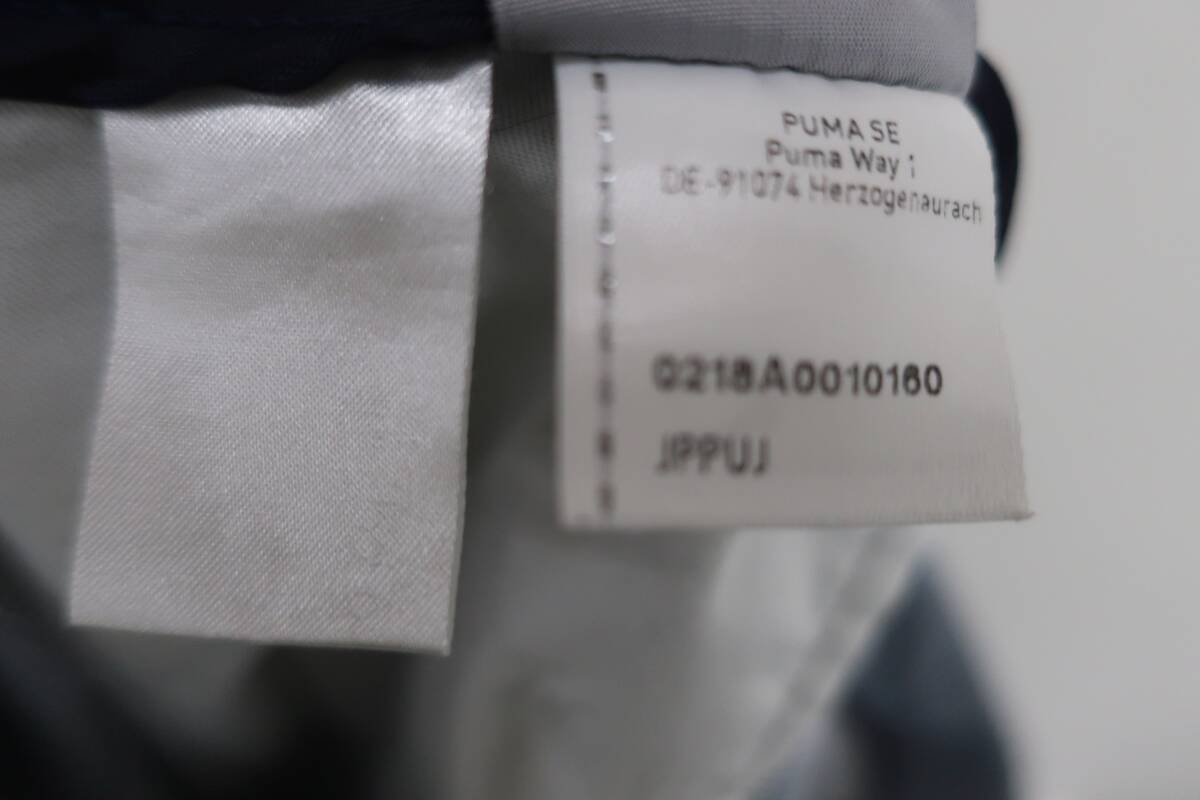 PUMA SE
Puma Way 1
DE-91074 Herzogenaurach
0218A0010160
JPPUJ